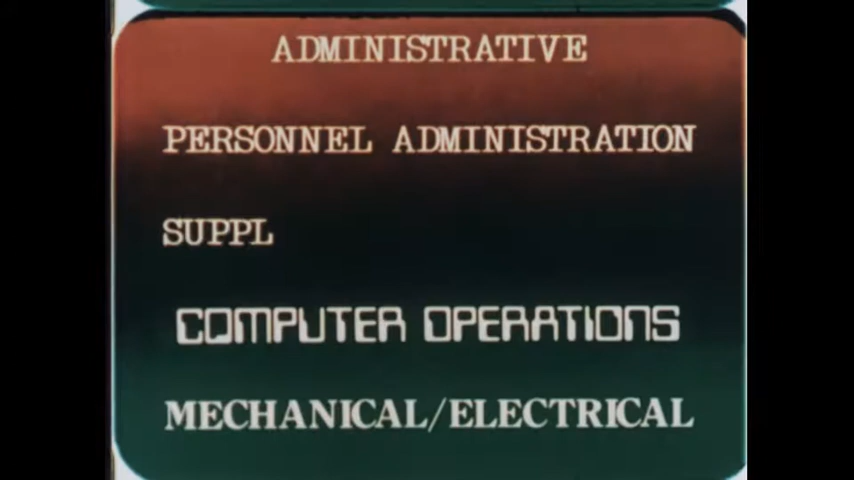 ADMINISTRATIVE
PERSONNEL ADMINISTRATION
SUPPL
COMPUTER OPERATIONS
MECHANICAL/ELECTRICAL